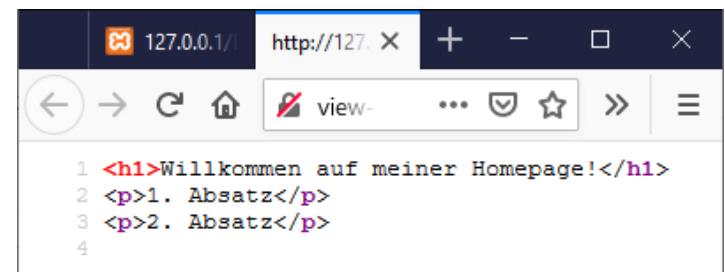 127.0.0.1/ http://127.
view-
1 <h1>Willkommen auf meiner Homepage!</h1>
2 <p>1. Absatz</p>
3 <p>2. Absatz</p>
4